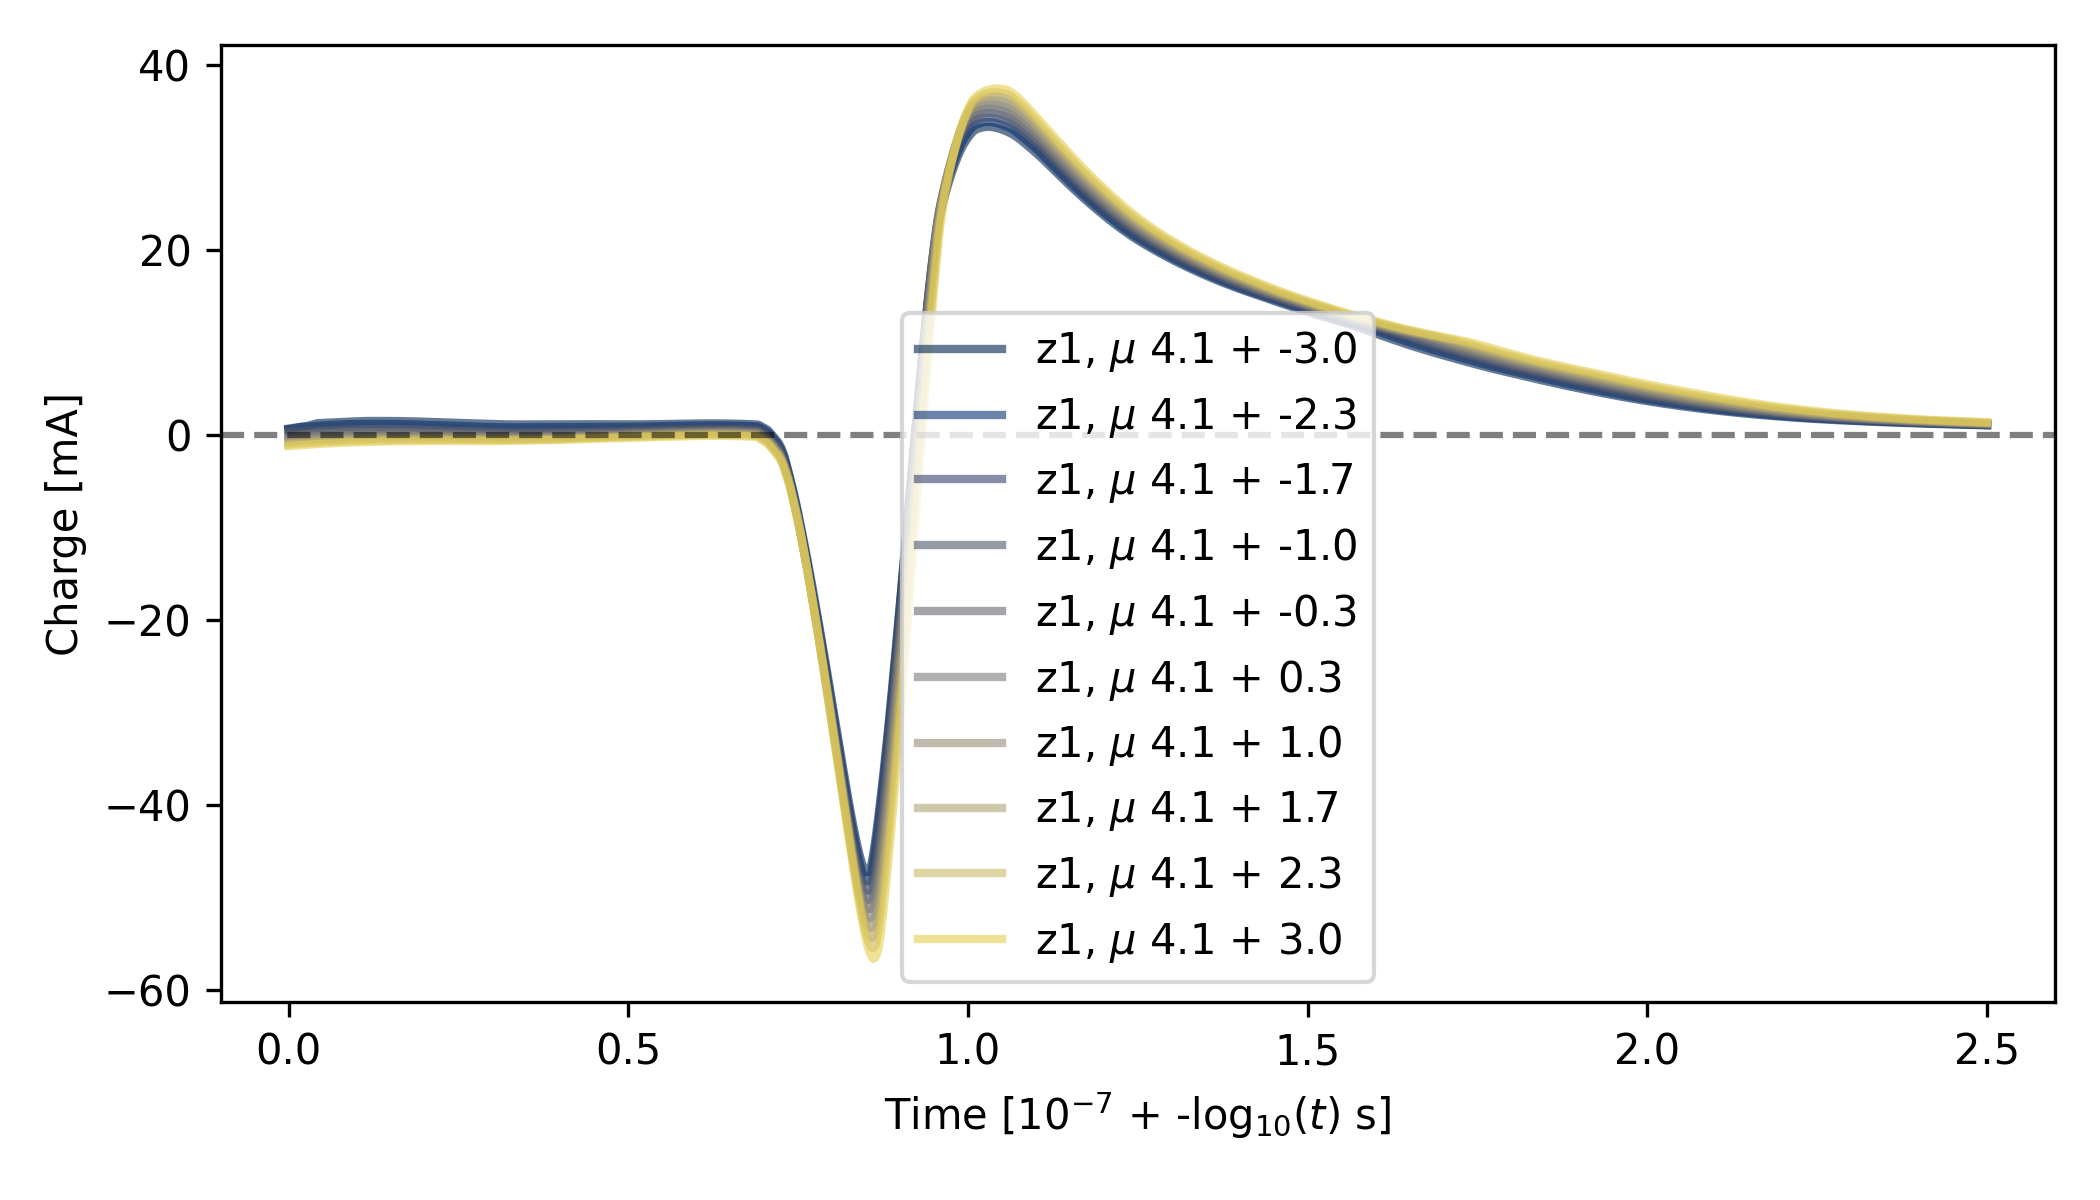 40
20
0
−20
−40
−60
Charge [mA]
z1, μ 4.1 + -3.0
z1, μ 4.1 + -2.3
z1, μ 4.1 + -1.7
z1, μ 4.1 + -1.0
z1, μ 4.1 + -0.3
z1, μ 4.1 + 0.3
z1, μ 4.1 + 1.0
z1, μ 4.1 + 1.7
z1, μ 4.1 + 2.3
z1, μ 4.1 + 3.0
0.0 0.5 1.0 1.5 2.0 2.5
Time [10⁻⁷ + -log₁₀(t) s]